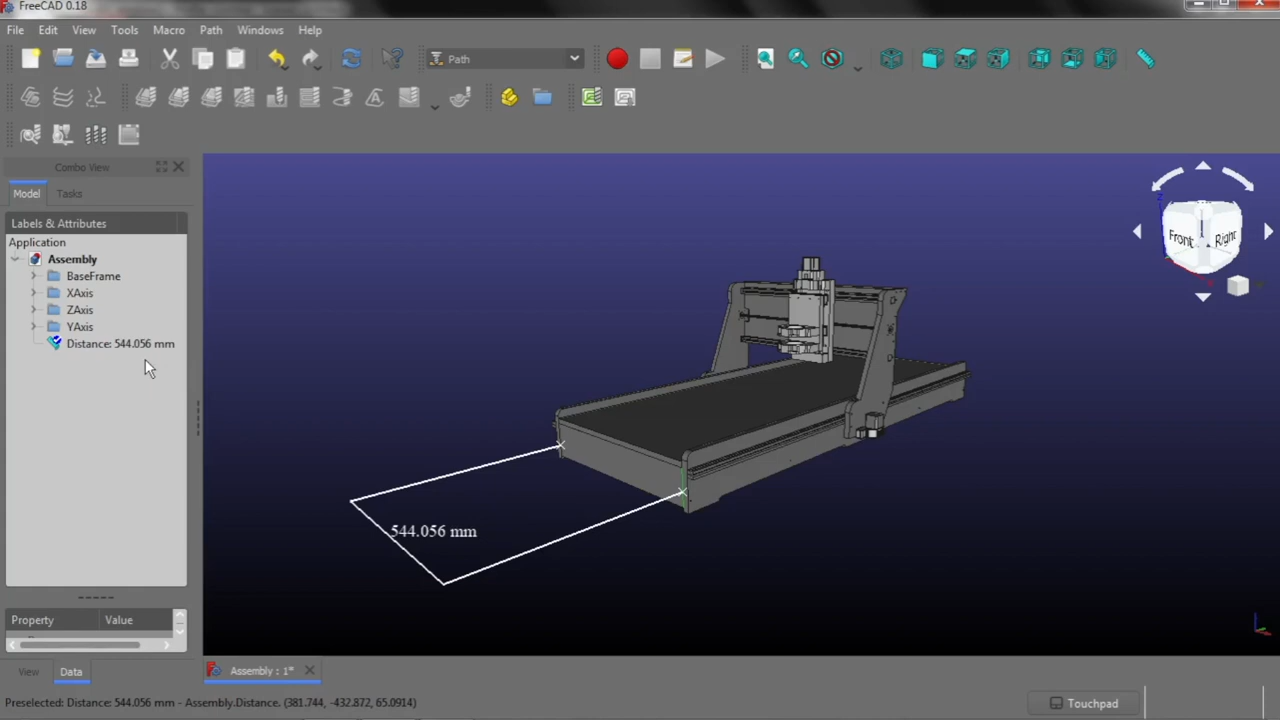 FreeCAD 0.18
File Edit View Tools Macro Path Windows Help
Path
Combo View
Model Tasks
Labels & Attributes
Application
Assembly
BaseFrame
XAxis
ZAxis
YAxis
Distance: 544.056 mm
Front Right
544.056 mm
Property Value
View Data
Assembly : 1*
Preselected: Distance: 544.056 mm - Assembly.Distance. (381.744, -432.872, 65.0914)
Touchpad